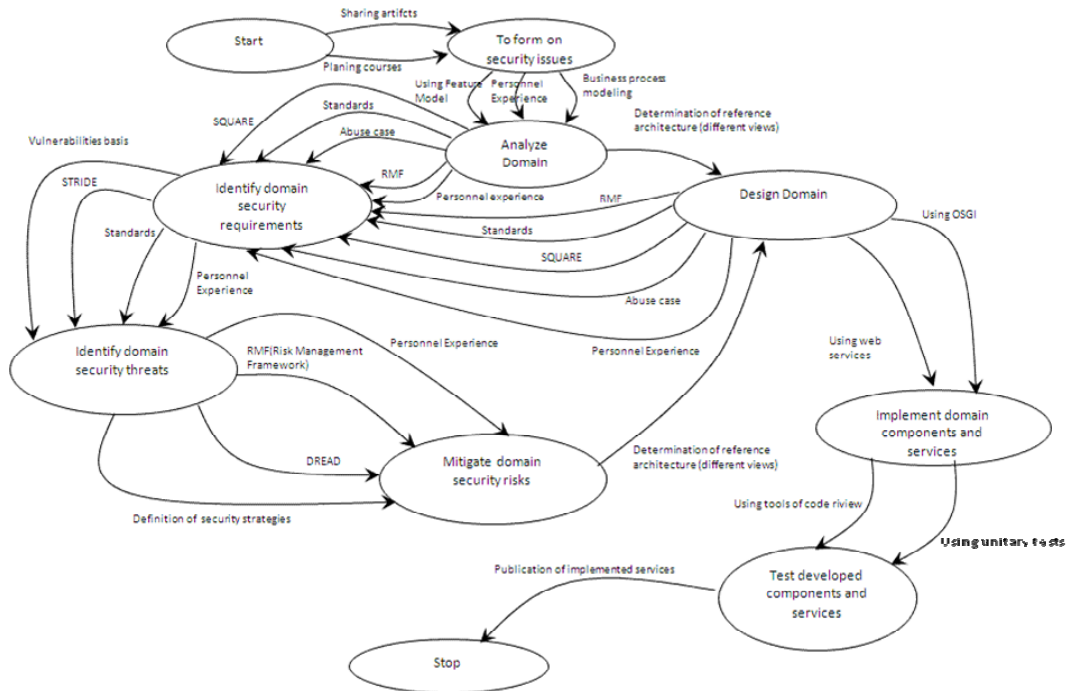 Sharing artifcts
Start
To form on
security issues
Planing courses
Using Feature
Model
Personnel
Experience
Business process
modeling
Standards
SQUARE
Abuse case
Determination of reference
architecture (different views)
Vulnerabilities basis
Analyze
Domain
RMF
STRIDE
Identify domain
security
requirements
Personnel experience
RMF
Design Domain
Using OSGI
Standards
Standards
SQUARE
Personnel
Experience
Abuse case
Identify domain
security threats
RMF(Risk Management
Framework)
Personnel Experience
Personnel Experience
Using web
services
Implement domain
components and
services
DREAD
Mitigate domain
security risks
Determination of reference
architecture (different views)
Using tools of code riview
Definition of security strategies
Using unitary tests
Publication of implemented services
Test developed
components and
services
Stop